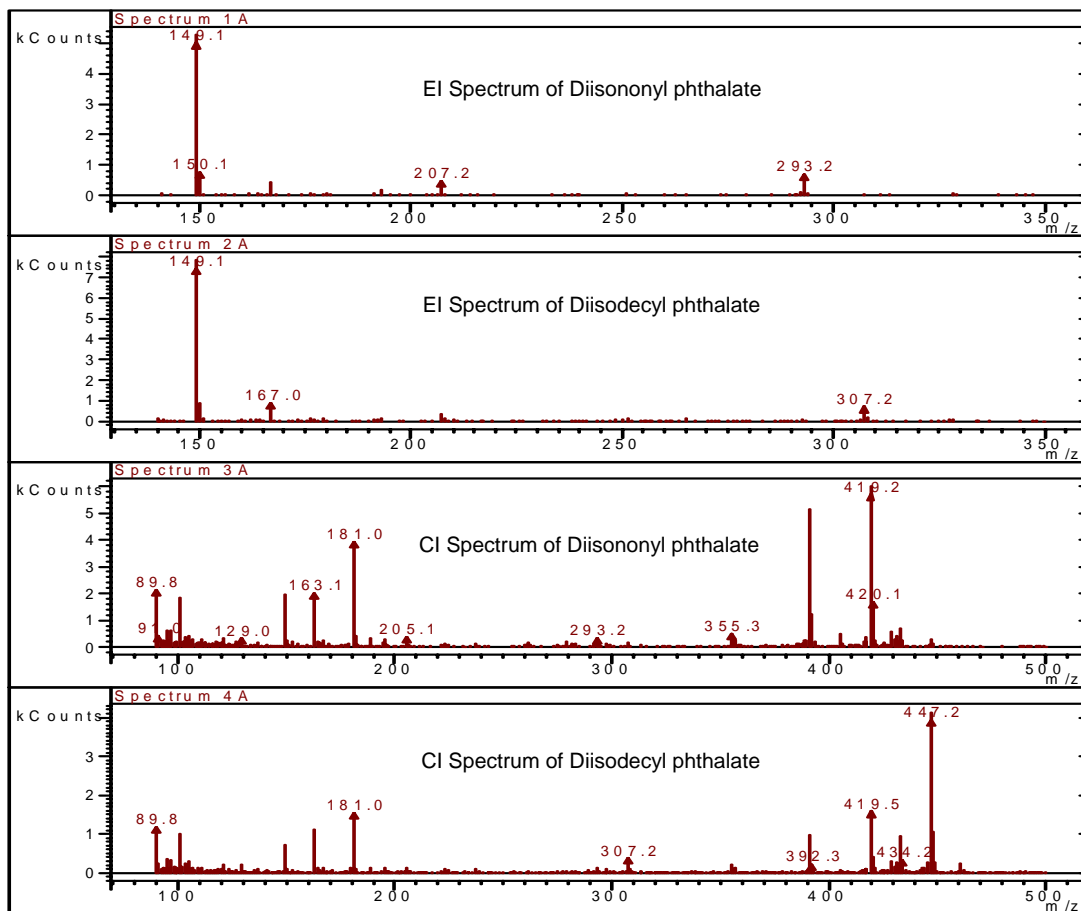 Spectrum 1A
kCounts
149.1
4
EI Spectrum of Diisononyl phthalate
3
2
150.1
207.2
293.2
1
0
150 200 250 300 350
m/z
Spectrum 2A
kCounts
149.1
7
6
EI Spectrum of Diisodecyl phthalate
5
4
3
2
167.0
307.2
1
0
150 200 250 300 350
m/z
Spectrum 3A
kCounts
419.2
5
181.0
CI Spectrum of Diisononyl phthalate
4
3
89.8
163.1
2
420.1
1
129.0 205.1 293.2 355.3
0
100 200 300 400 500
m/z
Spectrum 4A
kCounts
447.2
CI Spectrum of Diisodecyl phthalate
3
2
181.0
419.5
89.8
1
307.2
392.3
434.2
0
100 200 300 400 500
m/z